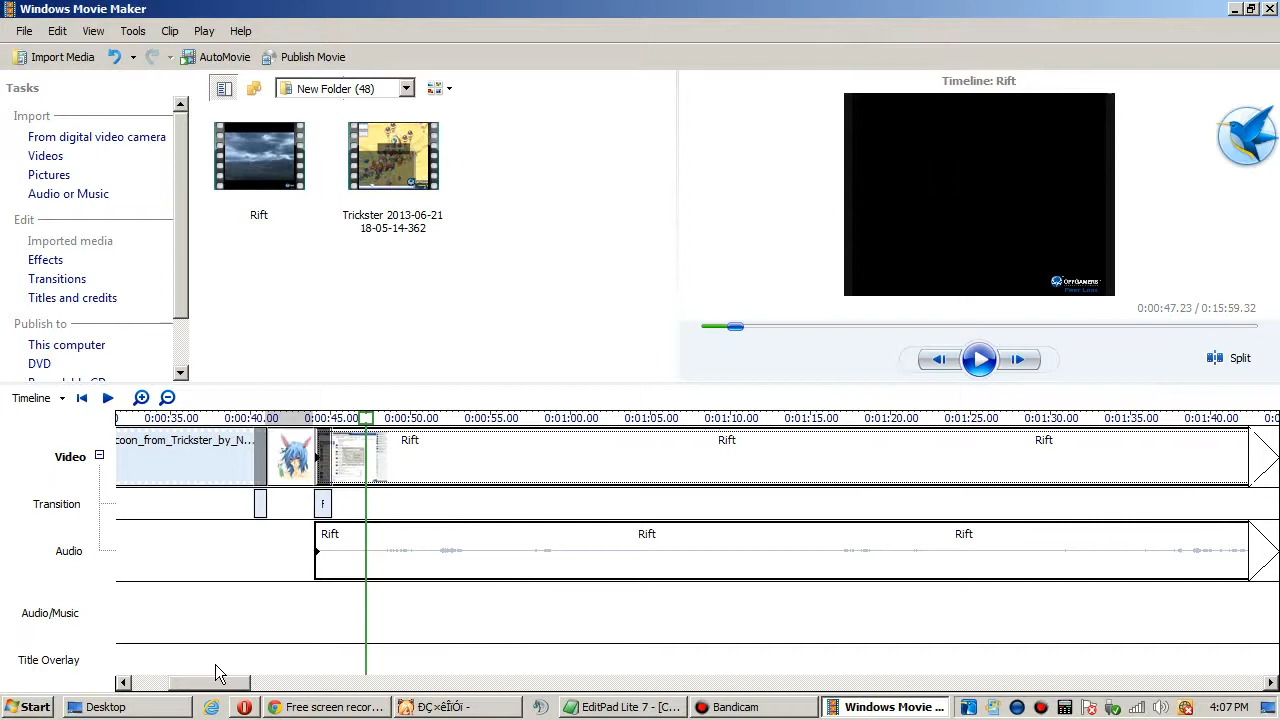 Windows Movie Maker
File Edit View Tools Clip Play Help
Import Media AutoMovie Publish Movie
Tasks
Import
From digital video camera
Videos
Pictures
Audio or Music
Edit
Imported media
Effects
Transitions
Titles and credits
Publish to
This computer
DVD
New Folder (48)
Rift
Trickster 2013-06-21
18-05-14-362
Timeline: Rift
OFFGAMERS
0:00:47.23 / 0:15:59.32
Split
Timeline
0:00:35.00 0:00:40.00 0:00:45.00 0:00:50.00 0:00:55.00 0:01:00.00 0:01:05.00 0:01:10.00 0:01:15.00 0:01:20.00 0:01:25.00 0:01:30.00 0:01:35.00 0:01:40.00
Video
coon_from_Trickster_by_N... Rift Rift Rift
Transition
Audio
Rift Rift Rift
Audio/Music
Title Overlay
Start Desktop Free screen recor... ĐÇ×êÎÓÏ - EditPad Lite 7 - [C... Bandicam Windows Movie ... 4:07 PM